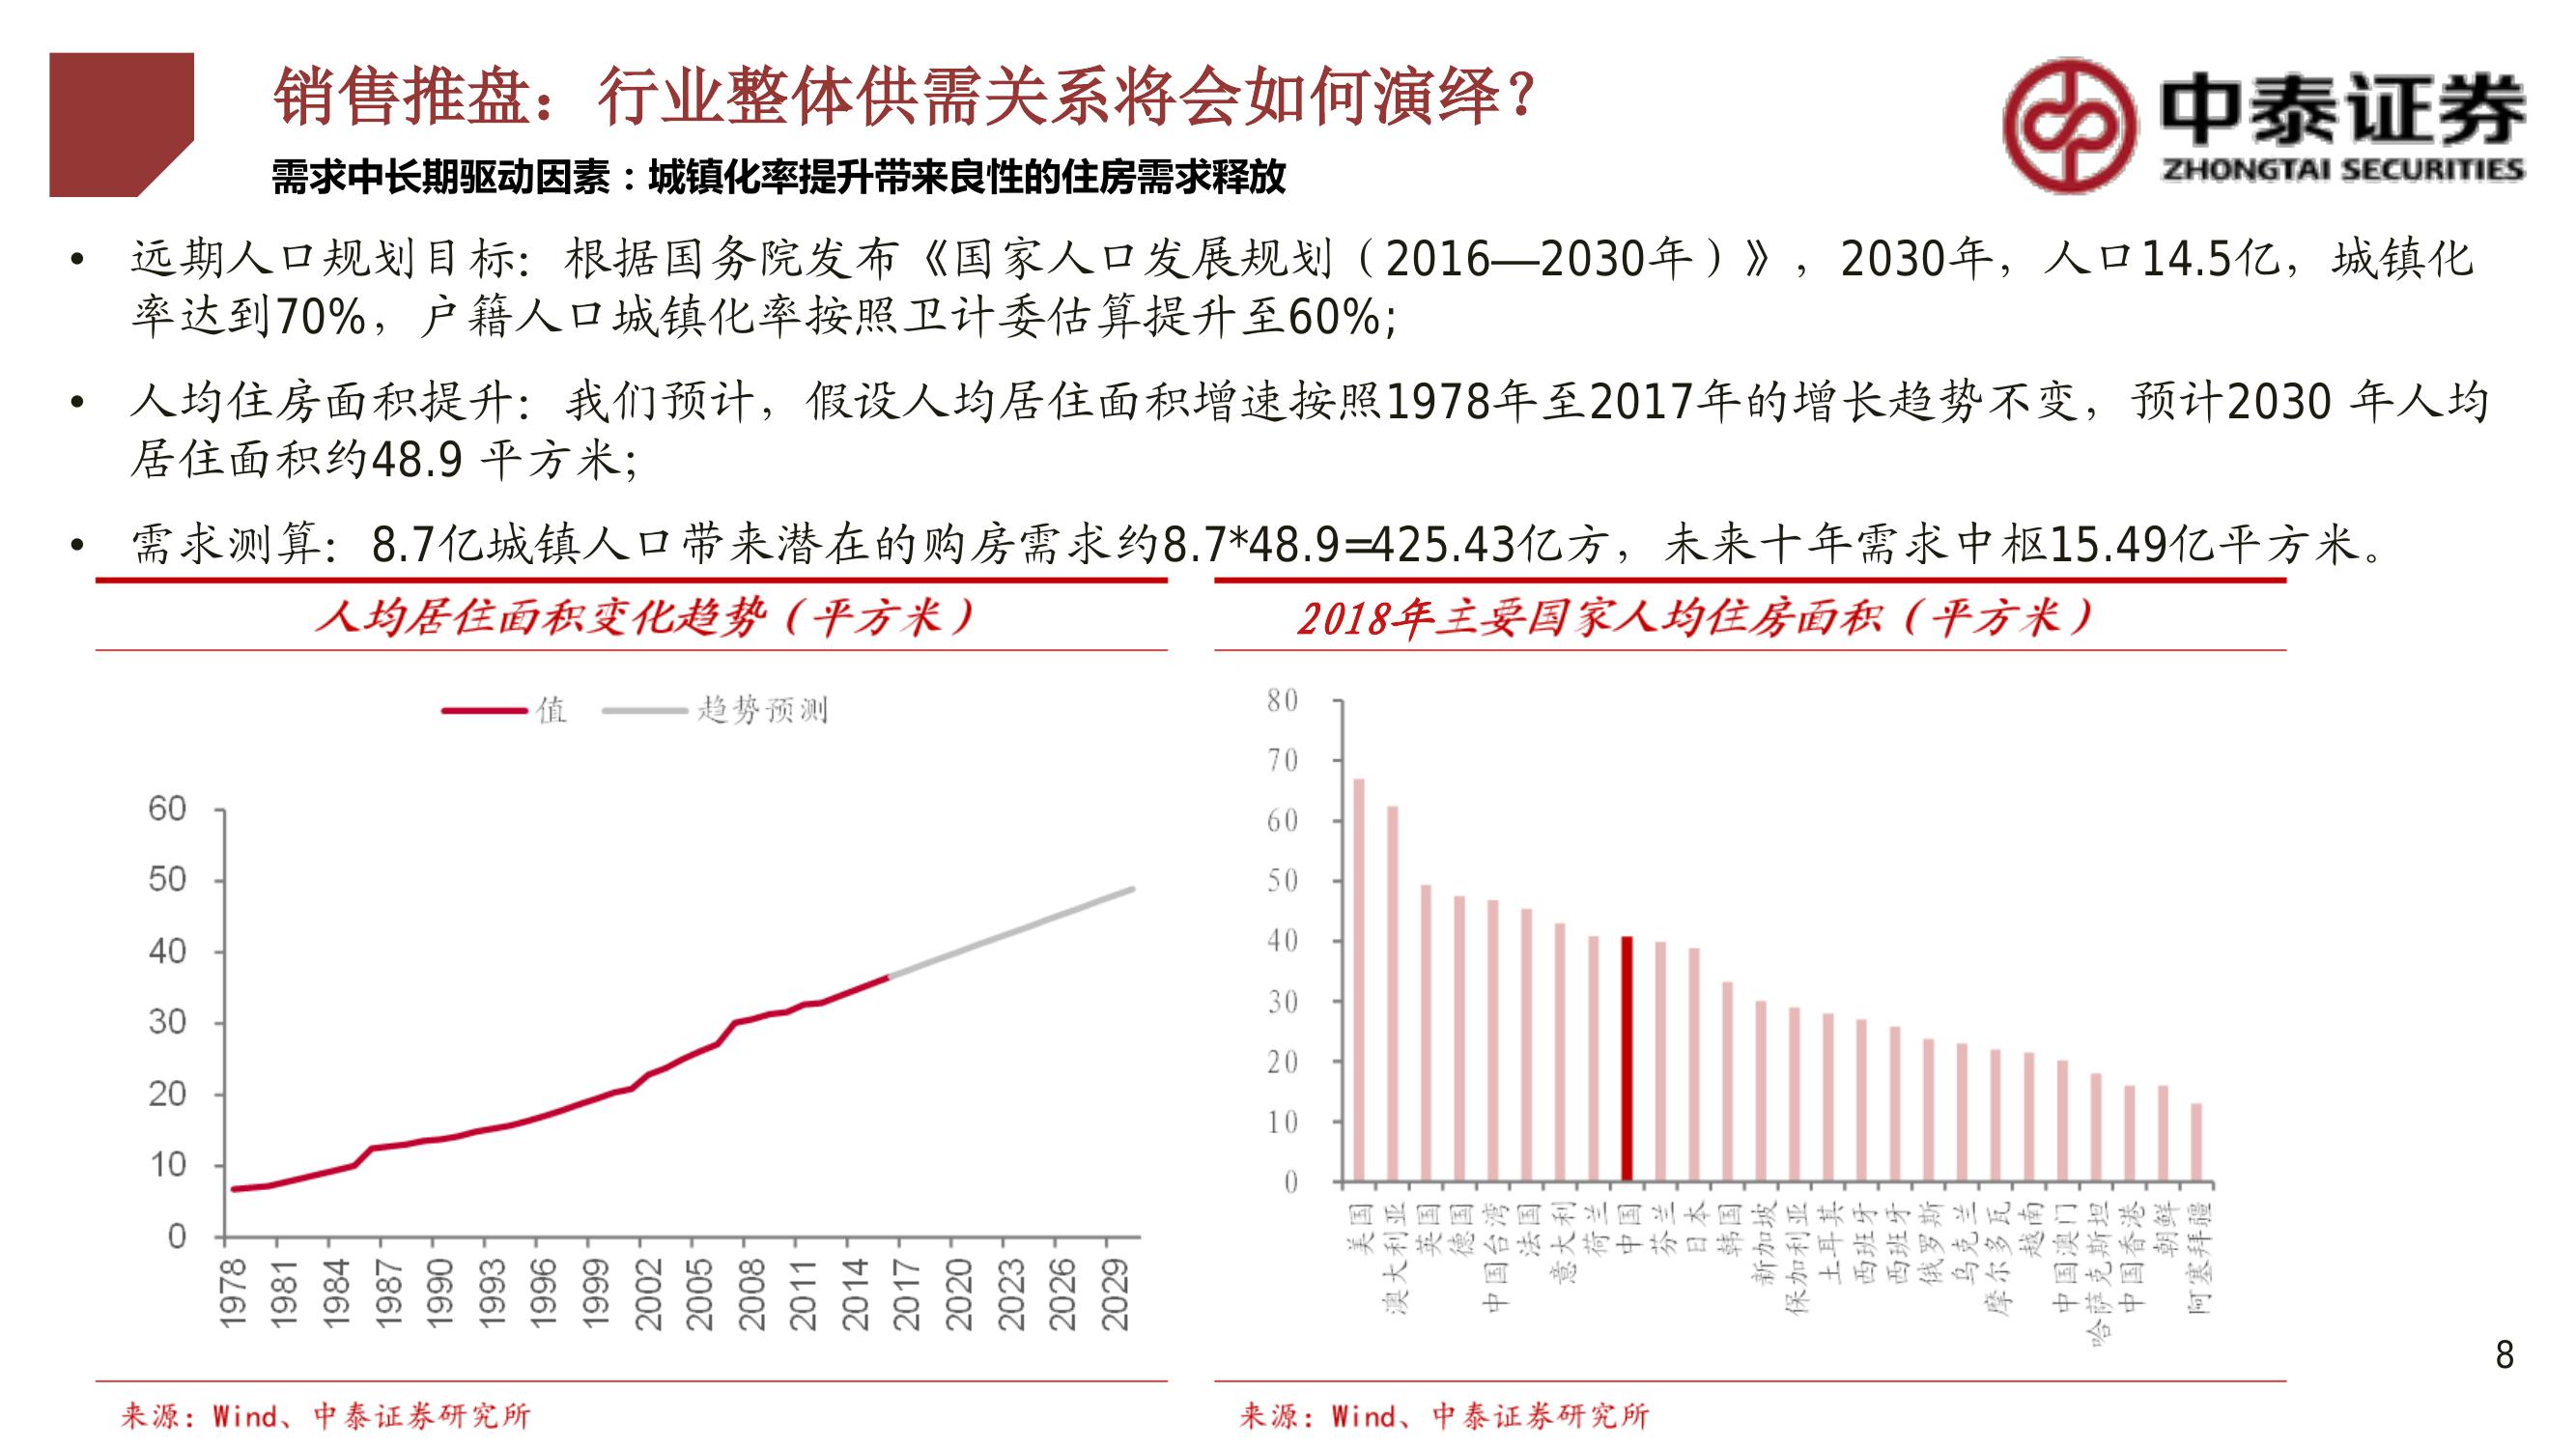 销售推盘：行业整体供需关系将会如何演绎？
中泰证券
ZHONGTAI SECURITIES
需求中长期驱动因素：城镇化率提升带来良性的住房需求释放
• 远期人口规划目标：根据国务院发布《国家人口发展规划（2016—2030年）》，2030年，人口14.5亿，城镇化
率达到70%，户籍人口城镇化率按照卫计委估算提升至60%；
• 人均住房面积提升：我们预计，假设人均居住面积增速按照1978年至2017年的增长趋势不变，预计2030 年人均
居住面积约48.9 平方米；
• 需求测算：8.7亿城镇人口带来潜在的购房需求约8.7*48.9=425.43亿方，未来十年需求中枢15.49亿平方米。
人均居住面积变化趋势（平方米）
值 趋势预测
60
50
40
30
20
10
0
1978 1981 1984 1987 1990 1993 1996 1999 2002 2005 2008 2011 2014 2017 2020 2023 2026 2029
来源：Wind、中泰证券研究所
2018年主要国家人均住房面积（平方米）
80
70
60
50
40
30
20
10
0
美国 澳大利亚 英国 德国 中国台湾 法国 意大利 荷兰 中国 芬兰 日本 韩国 新加坡 保加利亚 土耳其 西班牙 西班牙 俄罗斯 乌克兰 摩尔多瓦 越南 中国澳门 哈萨克斯坦 中国香港 朝鲜 阿塞拜疆
来源：Wind、中泰证券研究所
8